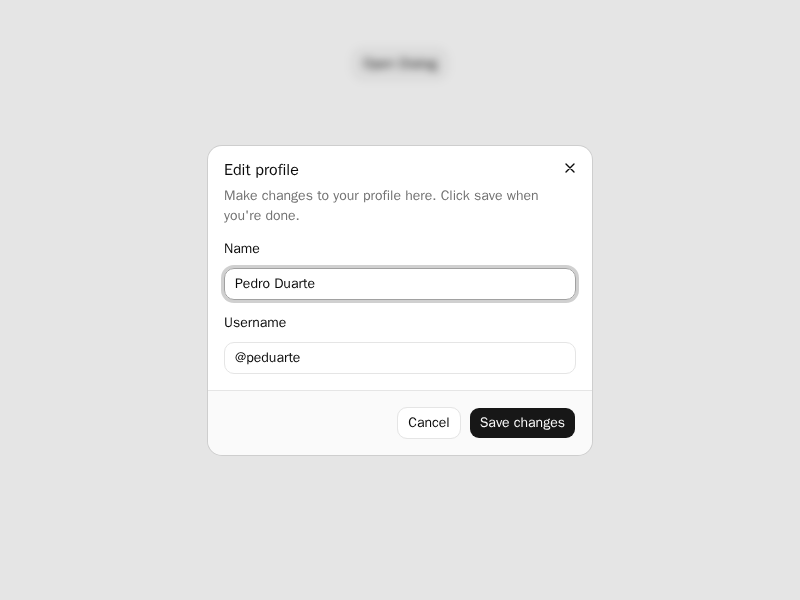 Edit profile
Make changes to your profile here. Click save when
you're done.
Name
Pedro Duarte
Username
@peduarte
Cancel
Save changes